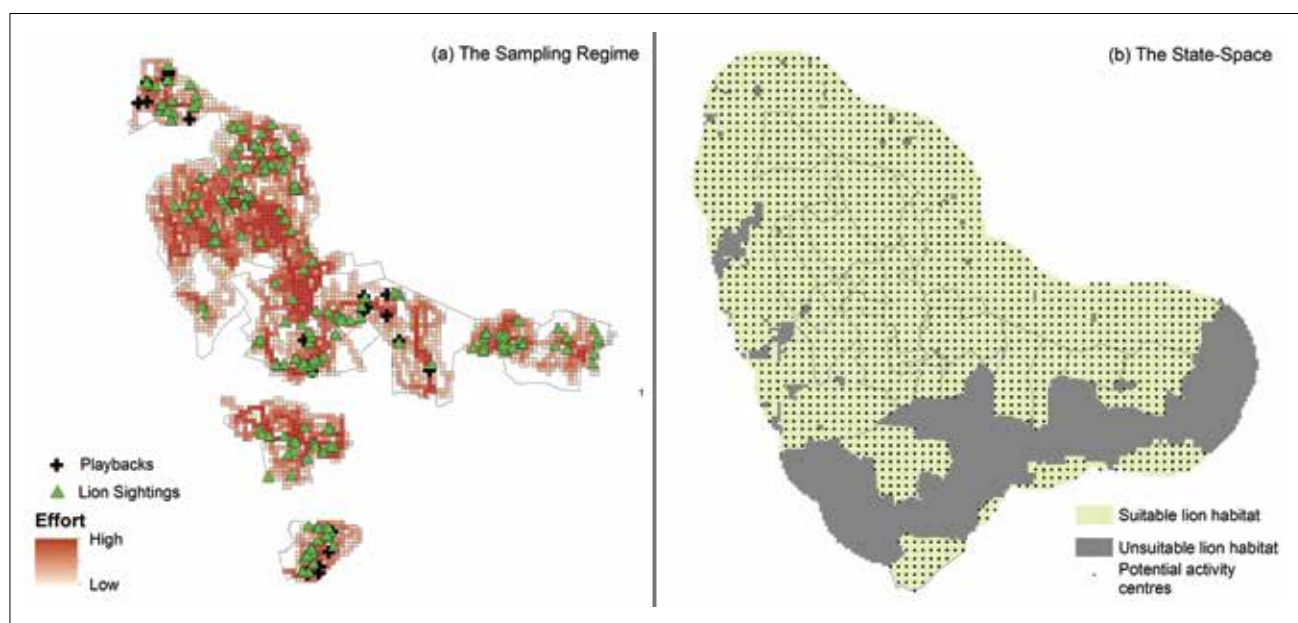 (a) The Sampling Regime
Playbacks
Lion Sightings
Effort
High
Low
1
(b) The State-Space
Suitable lion habitat
Unsuitable lion habitat
Potential activity
centres